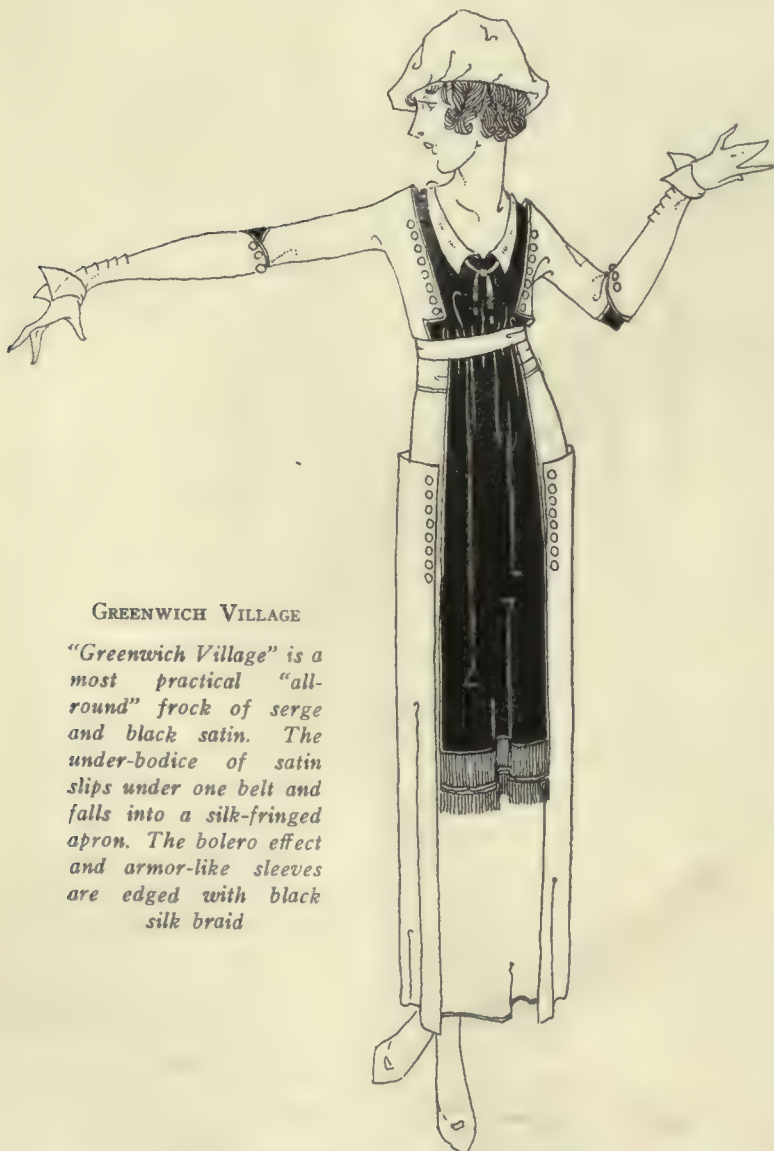 GREENWICH VILLAGE
"Greenwich Village" is a
most practical "all-
round" frock of serge
and black satin. The
under-bodice of satin
slips under one belt and
falls into a silk-fringed
apron. The bolero effect
and armor-like sleeves
are edged with black
silk braid